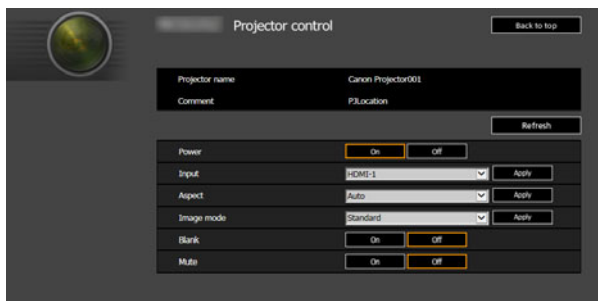 Projector control Back to top
Projector name Canon Projector001
Comment PJLocation
Refresh
Power On Off
Input HDMI-1 Apply
Aspect Auto Apply
Image mode Standard Apply
Blank On Off
Mute On Off